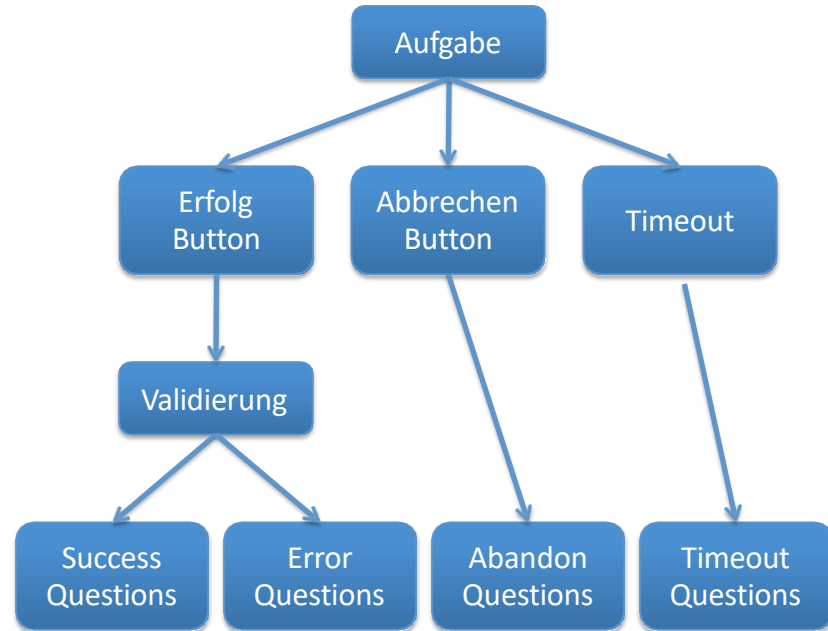 Aufgabe
Erfolg
Button
Abbrechen
Button
Timeout
Validierung
Success
Questions
Error
Questions
Abandon
Questions
Timeout
Questions